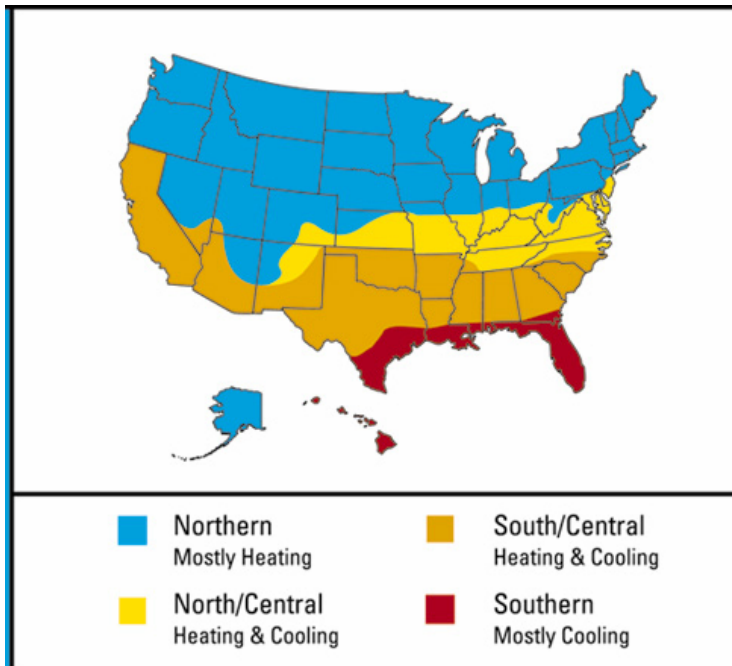 Northern
Mostly Heating
South/Central
Heating & Cooling
North/Central
Heating & Cooling
Southern
Mostly Cooling